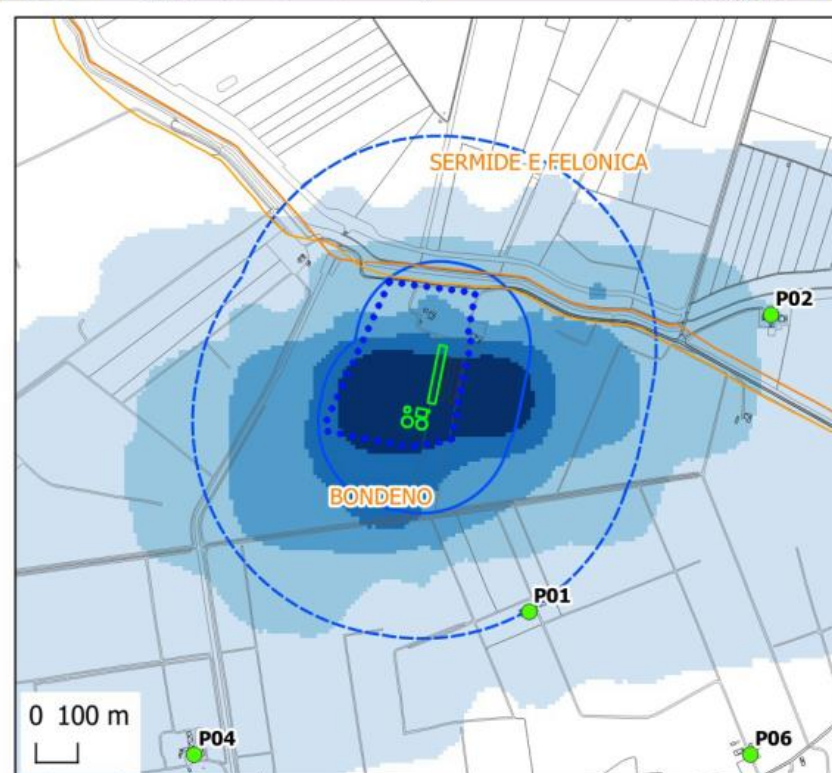 SERMIDE E FELONICA
P02
BONDENO
P01
0 100 m
P04
P06